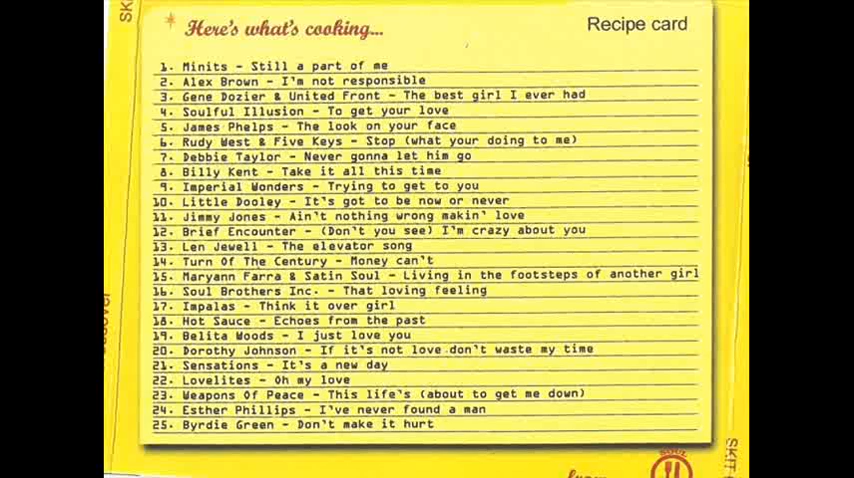 Here's what's cooking...
Recipe card
1. Minits - Still a part of me
2. Alex Brown - I'm not responsible
3. Gene Dozier & United Front - The best girl I ever had
4. Soulful Illusion - To get your love
5. James Phelps - The look on your face
6. Rudy West & Five Keys - Stop (what your doing to me)
7. Debbie Taylor - Never gonna let him go
8. Billy Kent - Take it all this time
9. Imperial Wonders - Trying to get to you
10. Little Dooley - It's got to be now or never
11. Jimmy Jones - Ain't nothing wrong makin' love
12. Brief Encounter - (Don't you see) I'm crazy about you
13. Len Jewell - The elevator song
14. Turn Of The Century - Money can't
15. Maryann Farra & Satin Soul - Living in the footsteps of another girl
16. Soul Brothers Inc. - That loving feeling
17. Impalas - Think it over girl
18. Hot Sauce - Echoes from the past
19. Belita Woods - I just love you
20. Dorothy Johnson - If it's not love don't waste my time
21. Sensations - It's a new day
22. Lovelites - Oh my love
23. Weapons Of Peace - This life's (about to get me down)
24. Esther Phillips - I've never found a man
25. Byrdie Green - Don't make it hurt
from
SOUL